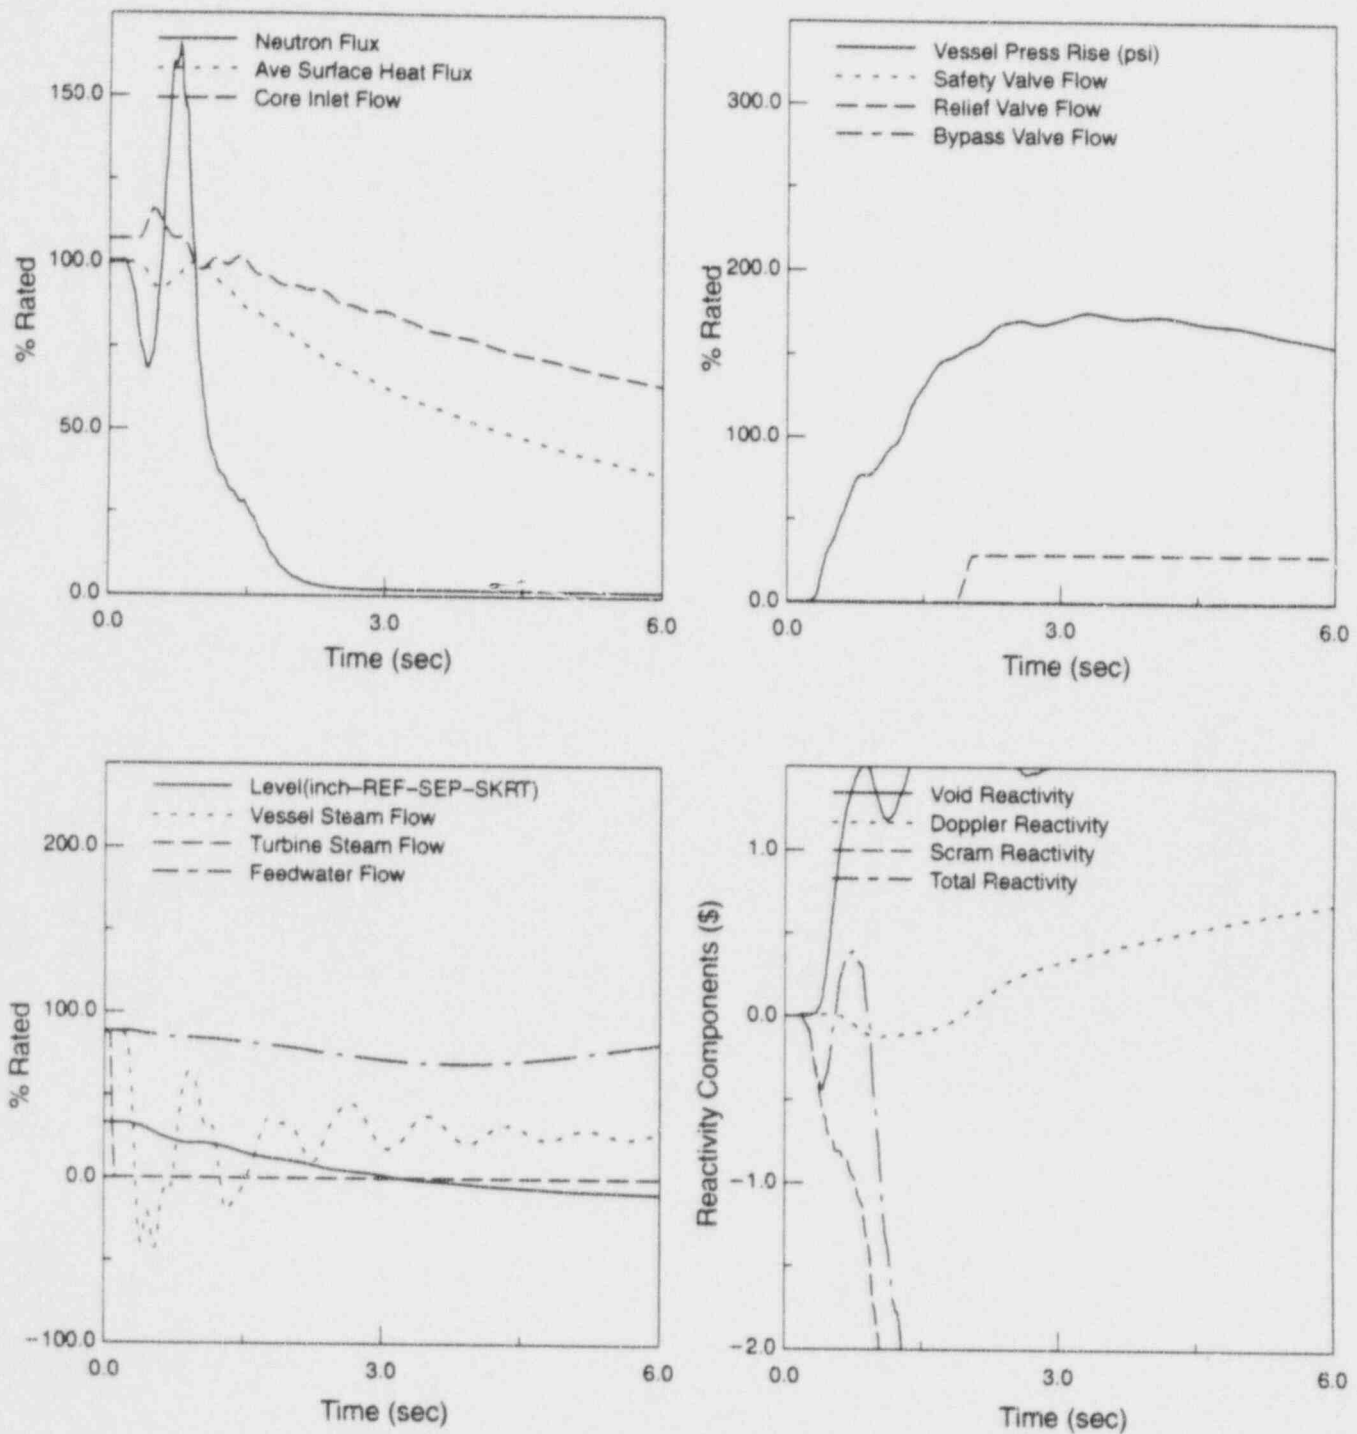 Neutron Flux
Ave Surface Heat Flux
Core Inlet Flow
150.0
100.0
50.0
0.0
% Rated
0.0 3.0 6.0
Time (sec)
Vessel Press Rise (psi)
Safety Valve Flow
Relief Valve Flow
Bypass Valve Flow
300.0
200.0
100.0
0.0
% Rated
0.0 3.0 6.0
Time (sec)
Level(inch-REF-SEP-SKRT)
Vessel Steam Flow
Turbine Steam Flow
Feedwater Flow
200.0
100.0
0.0
-100.0
% Rated
0.0 3.0 6.0
Time (sec)
Void Reactivity
Doppler Reactivity
Scram Reactivity
Total Reactivity
1.0
0.0
-1.0
-2.0
Reactivity Components ($)
0.0 3.0 6.0
Time (sec)